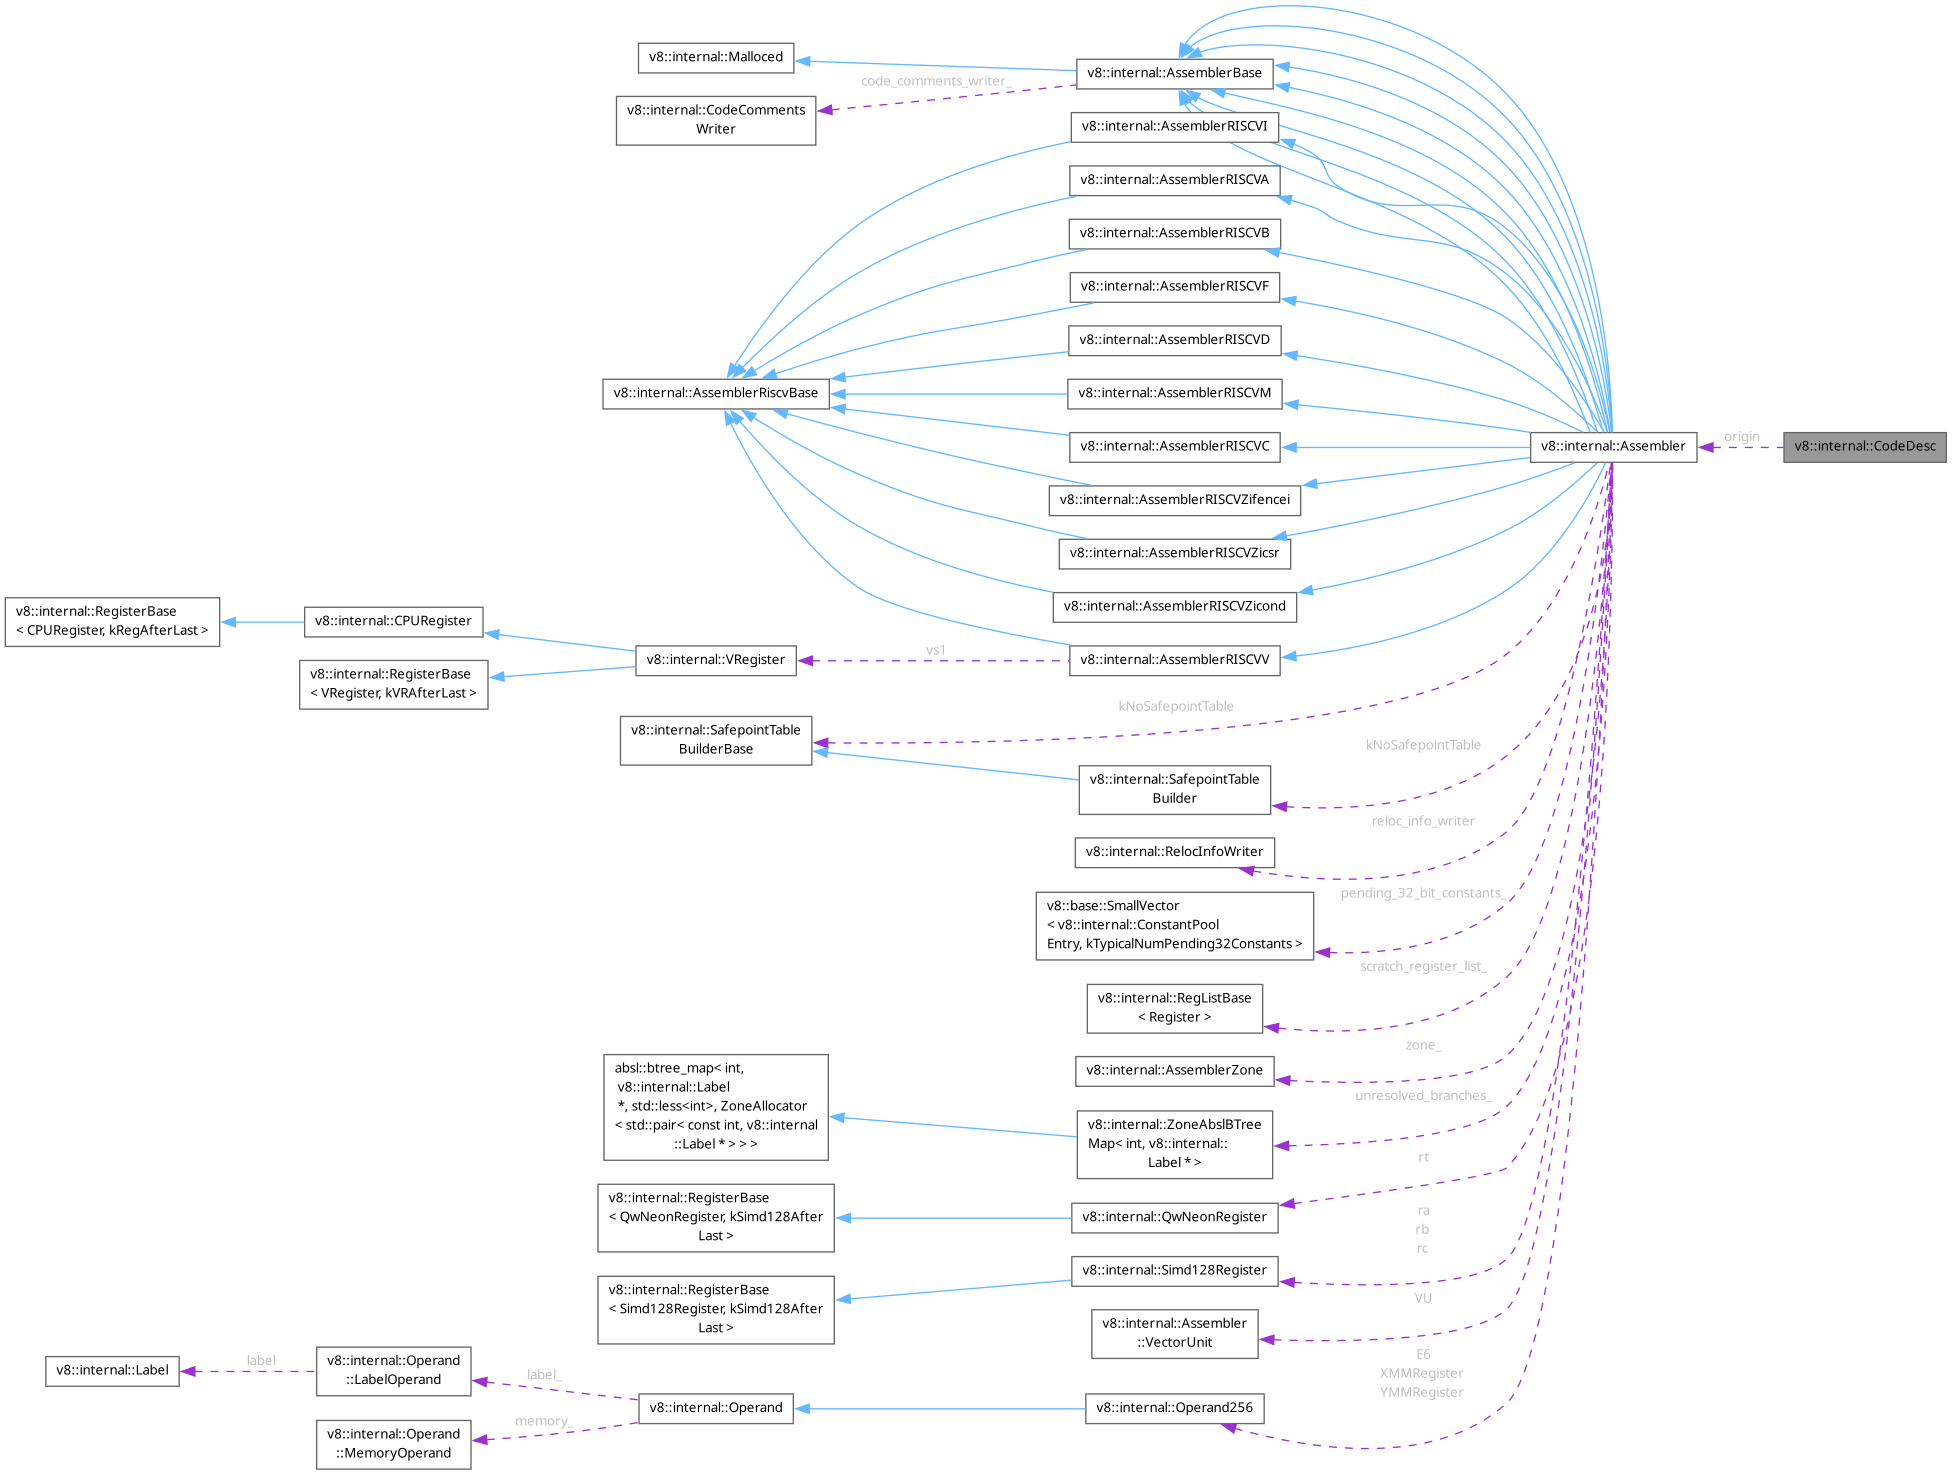 v8::internal::Malloced
v8::internal::AssemblerBase
code_comments_writer_
v8::internal::CodeComments
Writer
v8::internal::AssemblerRISCVI
v8::internal::AssemblerRISCVA
v8::internal::AssemblerRISCVB
v8::internal::AssemblerRISCVF
v8::internal::AssemblerRISCVD
v8::internal::AssemblerRiscvBase
v8::internal::AssemblerRISCVM
v8::internal::AssemblerRISCVC
v8::internal::Assembler
origin
v8::internal::CodeDesc
v8::internal::AssemblerRISCVZifencei
v8::internal::AssemblerRISCVZicsr
v8::internal::AssemblerRISCVZicond
v8::internal::RegisterBase
< CPURegister, kRegAfterLast >
v8::internal::CPURegister
v8::internal::VRegister
vs1
v8::internal::AssemblerRISCVV
v8::internal::RegisterBase
< VRegister, kVRAfterLast >
kNoSafepointTable
v8::internal::SafepointTable
BuilderBase
kNoSafepointTable
v8::internal::SafepointTable
Builder
reloc_info_writer
v8::internal::RelocInfoWriter
pending_32_bit_constants_
v8::base::SmallVector
< v8::internal::ConstantPool
Entry, kTypicalNumPending32Constants >
scratch_register_list_
v8::internal::RegListBase
< Register >
zone_
v8::internal::AssemblerZone
absl::btree_map< int,
v8::internal::Label
*, std::less<int>, ZoneAllocator
< std::pair< const int, v8::internal
::Label * > > >
unresolved_branches_
v8::internal::ZoneAbslBTree
Map< int, v8::internal::
Label * >
rt
v8::internal::RegisterBase
< QwNeonRegister, kSimd128After
Last >
v8::internal::QwNeonRegister
ra
rb
rc
v8::internal::Simd128Register
v8::internal::RegisterBase
< Simd128Register, kSimd128After
Last >
VU
v8::internal::Assembler
::VectorUnit
E6
XMMRegister
YMMRegister
v8::internal::Label
label
v8::internal::Operand
::LabelOperand
label_
v8::internal::Operand
v8::internal::Operand256
memory_
v8::internal::Operand
::MemoryOperand